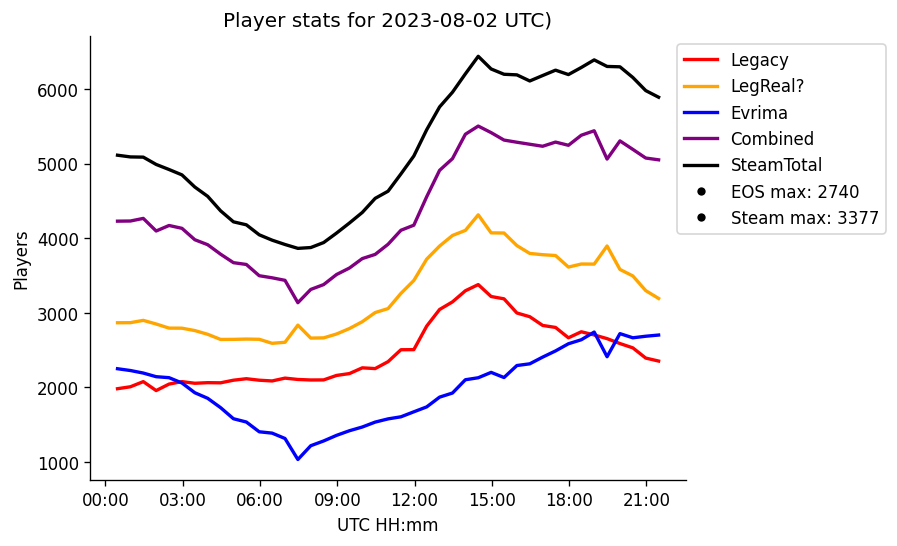 Player stats for 2023-08-02 UTC)
Players
6000
5000
4000
3000
2000
1000
00:00 03:00 06:00 09:00 12:00 15:00 18:00 21:00
UTC HH:mm
Legacy
LegReal?
Evrima
Combined
SteamTotal
EOS max: 2740
Steam max: 3377